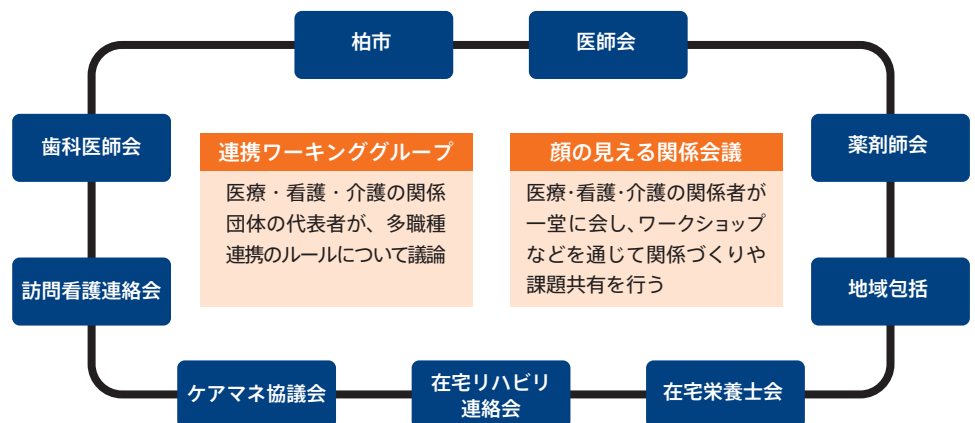 柏市
医師会
歯科医師会
薬剤師会
連携ワーキンググループ
医療・看護・介護の関係
団体の代表者が、多職種
連携のルールについて議論
顔の見える関係会議
医療・看護・介護の関係者が
一堂に会し、ワークショップ
などを通じて関係づくりや
課題共有を行う
訪問看護連絡会
地域包括
ケアマネ協議会
在宅リハビリ
連絡会
在宅栄養士会